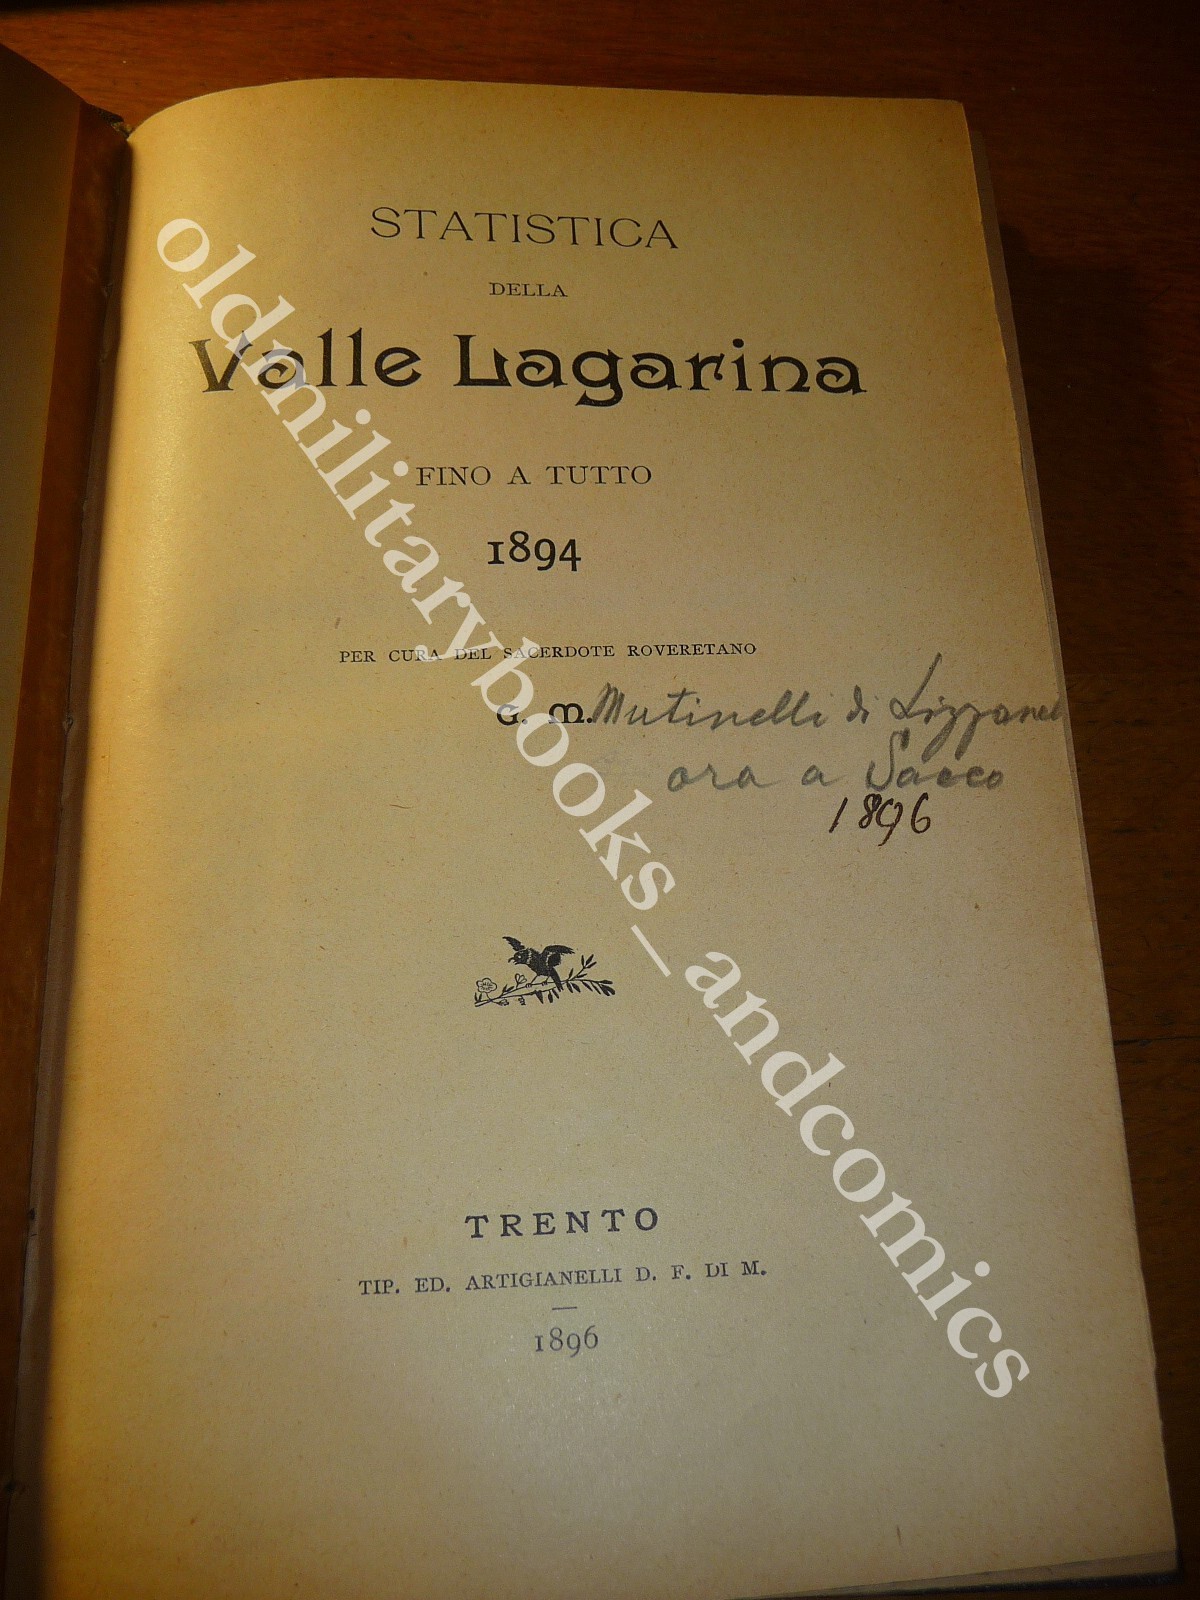 STATISTICA
DELLA
Valle Lagarina
FINO A TUTTO
1894
PER CURA DEL SACERDOTE ROVERETANO
G. M. Mutinelli di
ora a Sacco
1896
TRENTO
TIP. ED. ARTIGIANELLI D. F. DI M.
1896
oldmilitarybooks_andcomics